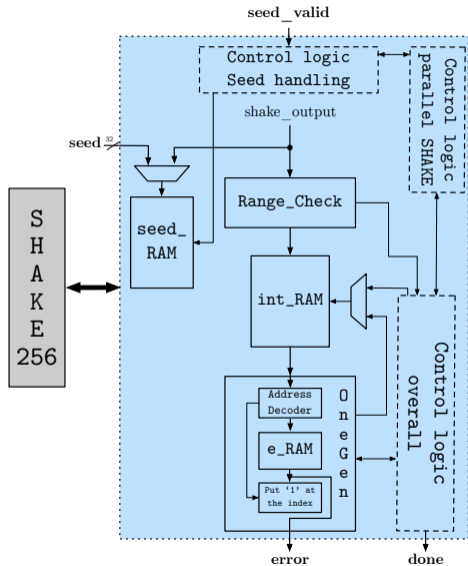 seed_valid
Control logic
Seed handling
Control logic
parallel SHAKE
shake_output
seed
32
Range_Check
seed_
RAM
S
H
A
K
E
256
int_RAM
Control logic
overall
Address
Decoder
OneGen
e_RAM
Put ‘1’ at
the index
error
done